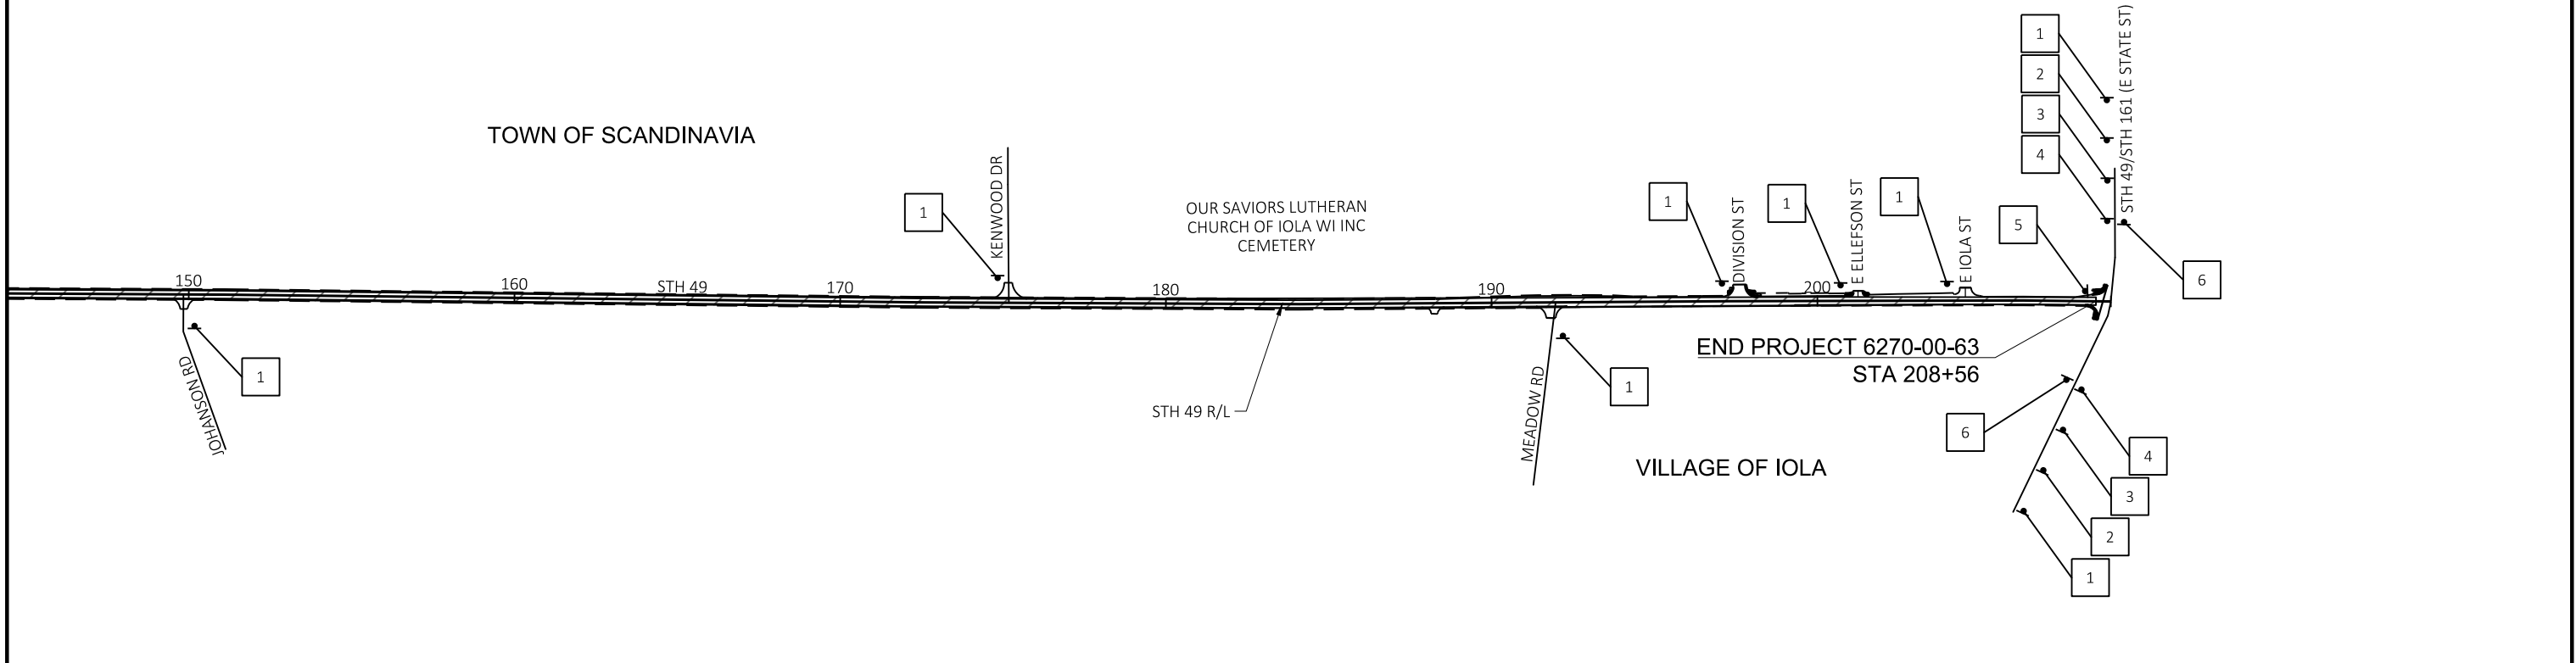 1
2
3
4
STH 49/STH 161 (E STATE ST)
TOWN OF SCANDINAVIA
1
KENWOOD DR
OUR SAVIORS LUTHERAN
CHURCH OF IOLA WI INC
CEMETERY
1
DIVISION ST
1
E ELLEFSON ST
1
E IOLA ST
5
6
150
160
STH 49
170
180
190
200
JOHANSON RD
1
STH 49 R/L
MEADOW RD
1
END PROJECT 6270-00-63
STA 208+56
VILLAGE OF IOLA
6
4
3
2
1